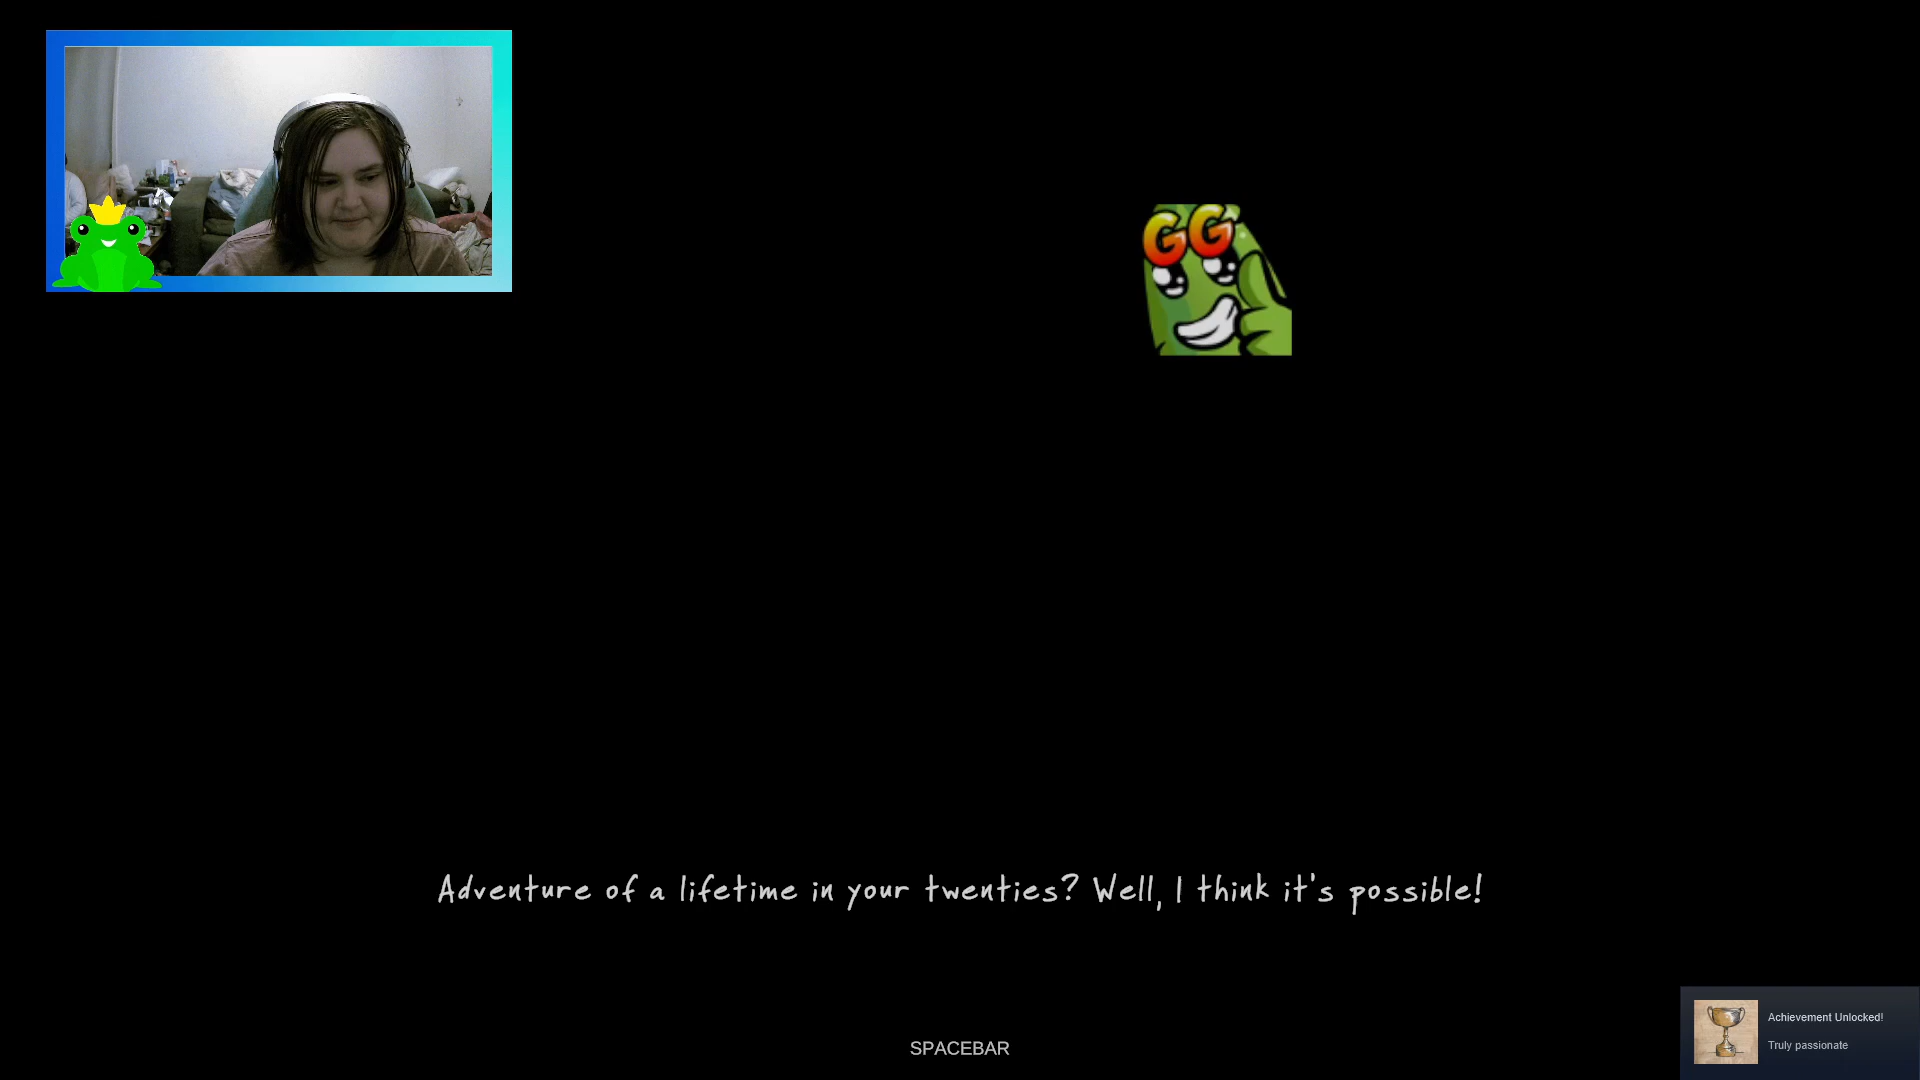 GG
Adventure of a lifetime in your twenties? Well, I think it's possible!
SPACEBAR
Achievement Unlocked!
Truly passionate